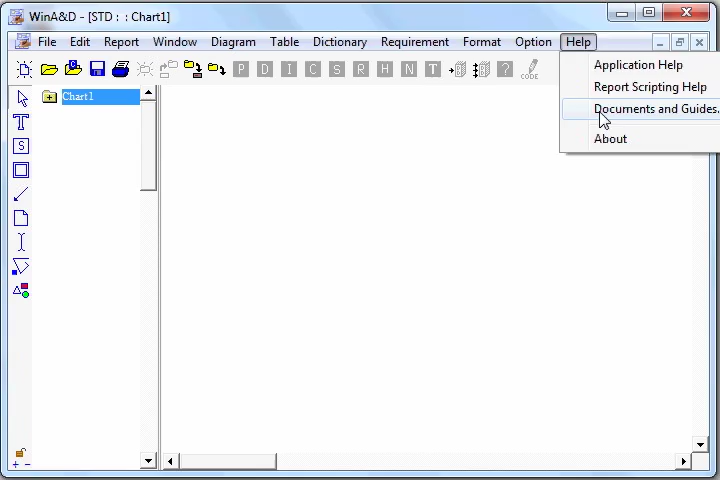 WinA&D - [STD : : Chart1]
File Edit Report Window Diagram Table Dictionary Requirement Format Option Help
P D I C S R H N T ? CODE
Application Help
Report Scripting Help
Documents and Guides.
About
T
S
Chart1